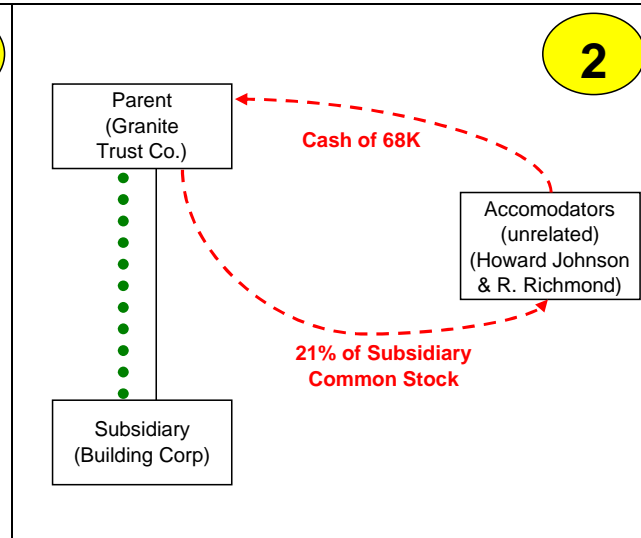 2
Parent
(Granite
Trust Co.)
Cash of 68K
Accomodators
(unrelated)
(Howard Johnson
& R. Richmond)
21% of Subsidiary
Common Stock
Subsidiary
(Building Corp)